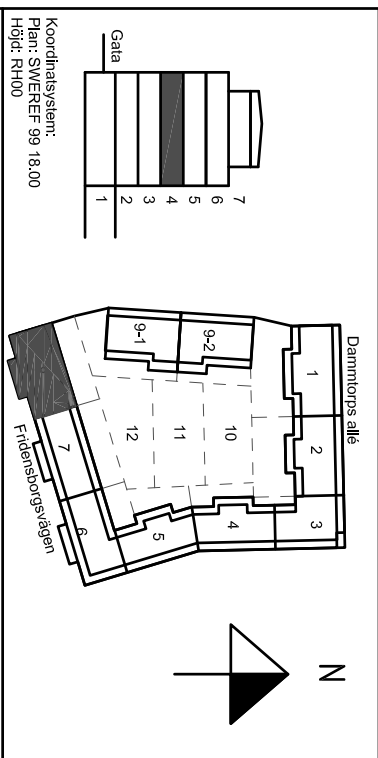 Koordinatsystem:
Plan: SWEREF 99 18.00
Höjd: RH00
Gata
1
2
3
4
5
6
7
Dammtorps allé
1
2
3
9-1
9-2
10
11
12
4
5
6
7
Fridensborgsvägen
N